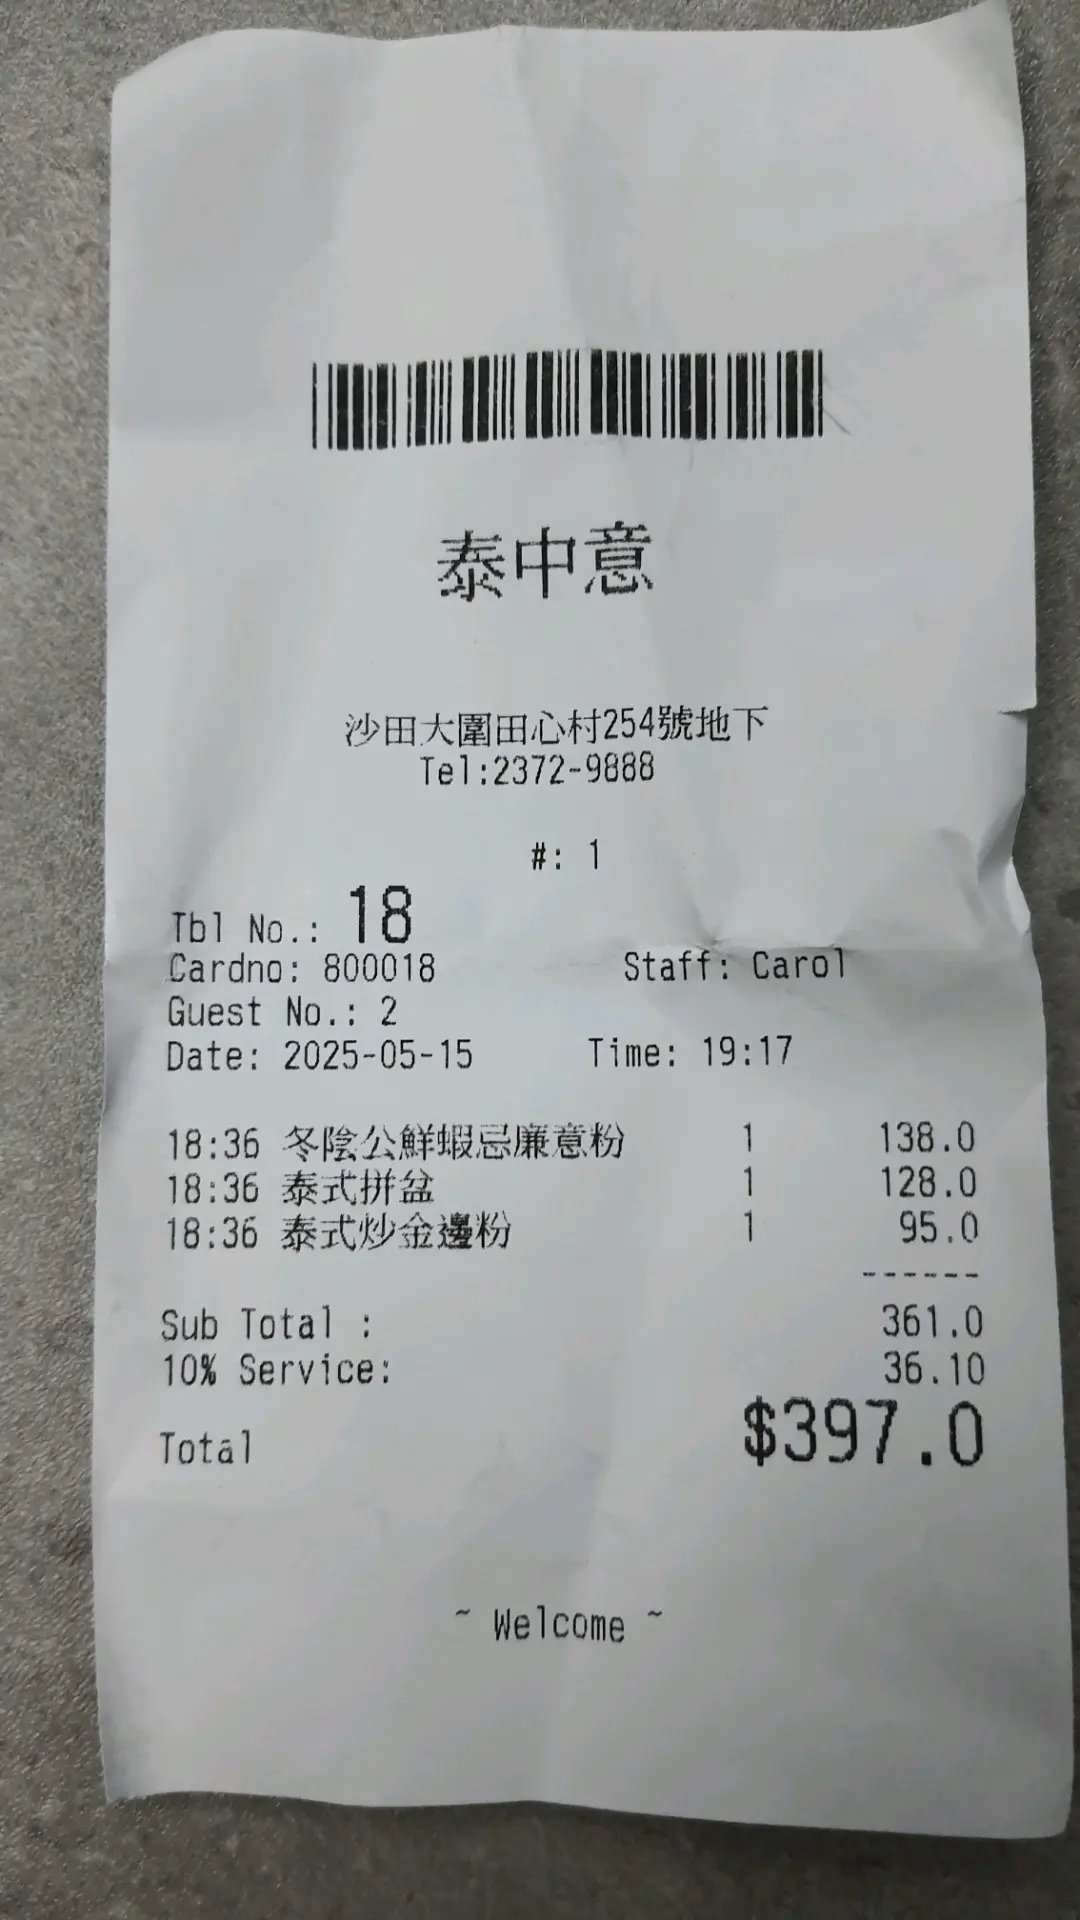 泰中意
沙田大圍田心村254號地下
Tel:2372-9888
#: 1
Tbl No.: 18
Cardno: 800018 Staff: Carol
Guest No.: 2
Date: 2025-05-15 Time: 19:17
18:36 冬陰公鮮蝦忌廉意粉 1 138.0
18:36 泰式拼盆 1 128.0
18:36 泰式炒金邊粉 1 95.0
------
Sub Total : 361.0
10% Service: 36.10
Total $397.0
~ Welcome ~